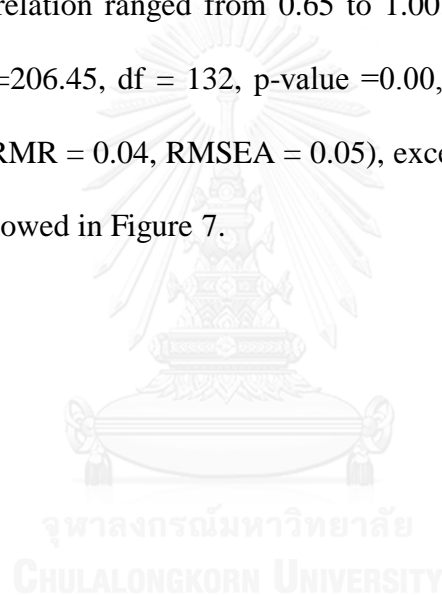 relation ranged from 0.65 to 1.00
=206.45, df = 132, p-value =0.00,
RMR = 0.04, RMSEA = 0.05), exce
owed in Figure 7.
จุฬาลงกรณ์มหาวิทยาลัย
CHULALONGKORN UNIVERSITY